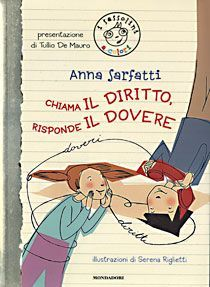 presentazione
di Tullio De Mauro
i sassolini
a colori
Anna Sarfatti
CHIAMA IL DIRITTO,
RISPONDE IL DOVERE
doveri
diritti
illustrazioni di Serena Riglietti
MONDADORI